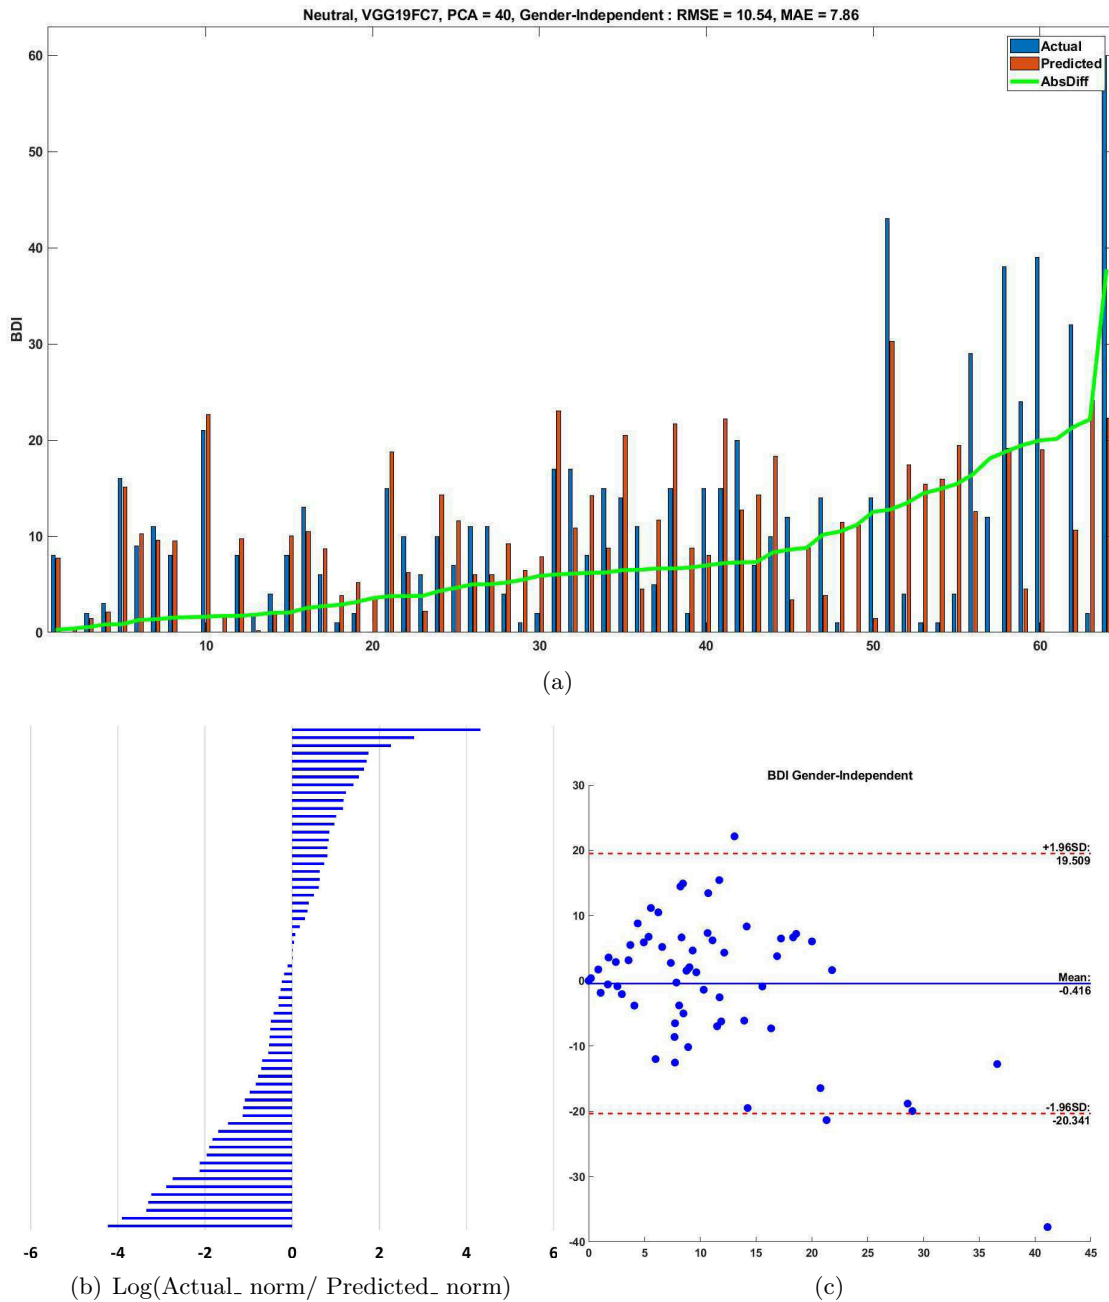 Neutral, VGG19FC7, PCA = 40, Gender-Independent : RMSE = 10.54, MAE = 7.86
60
50
40
30
20
10
0
BDI
Actual
Predicted
AbsDiff
10 20 30 40 50 60
(a)
-6 -4 -2 0 2 4 6
(b) Log(Actual_ norm/ Predicted_ norm)
BDI Gender-Independent
30
20
10
0
-10
-20
-30
-40
+1.96SD:
19.509
Mean:
-0.416
-1.96SD:
-20.341
0 5 10 15 20 25 30 35 40 45
(c)